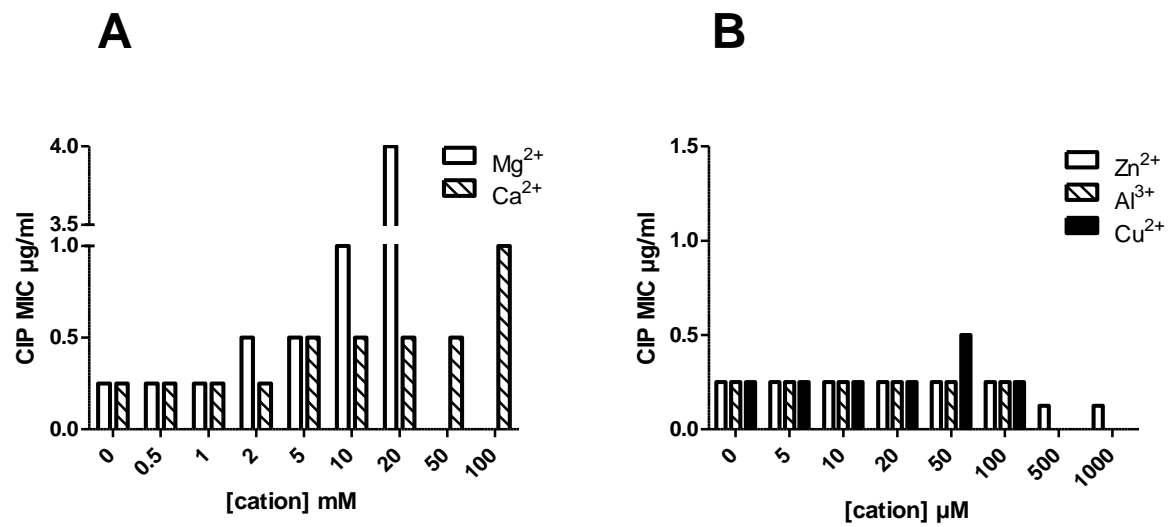 A
CIP MIC µg/ml
4.0
3.5
1.0
0.5
0.0
0 0.5 1 2 5 10 20 50 100
[cation] mM
Mg²⁺
Ca²⁺
B
CIP MIC µg/ml
1.5
1.0
0.5
0.0
0 5 10 20 50 100 500 1000
[cation] µM
Zn²⁺
Al³⁺
Cu²⁺